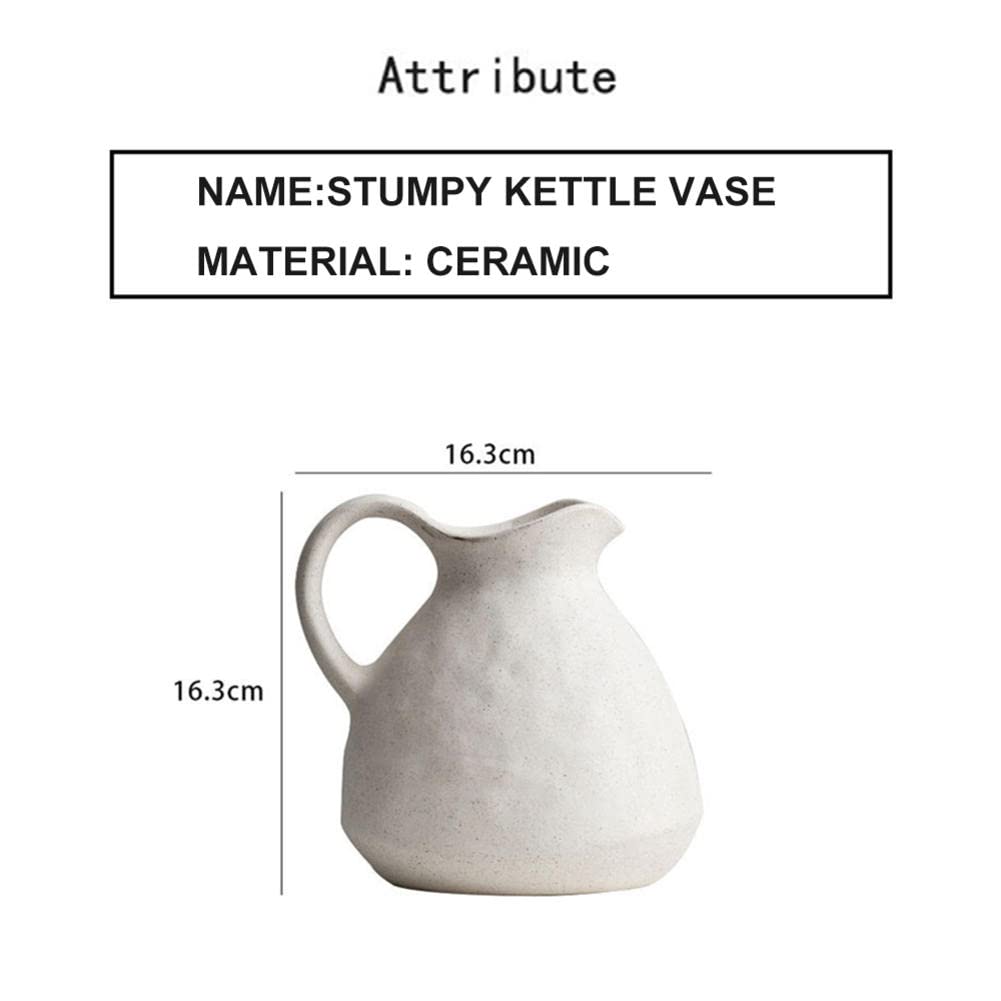 Attribute
NAME:STUMPY KETTLE VASE
MATERIAL: CERAMIC
16.3cm
16.3cm